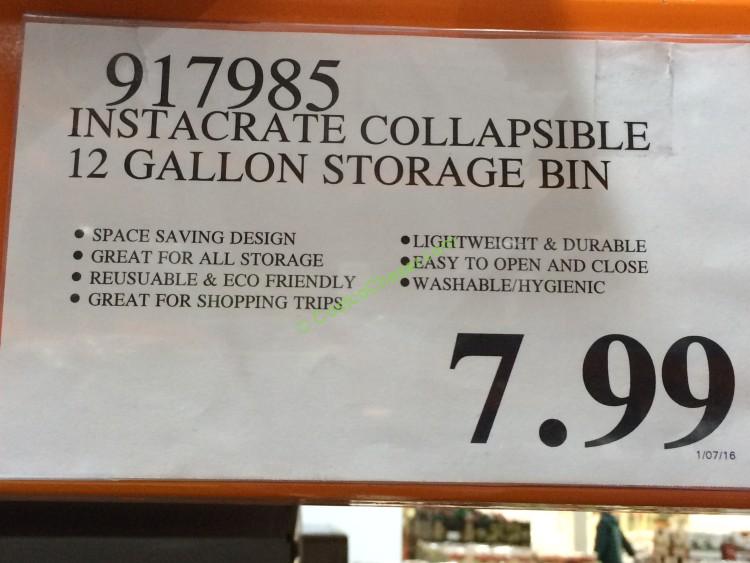 917985
INSTACRATE COLLAPSIBLE
12 GALLON STORAGE BIN
• SPACE SAVING DESIGN
• GREAT FOR ALL STORAGE
• REUSUABLE & ECO FRIENDLY
• GREAT FOR SHOPPING TRIPS
• LIGHTWEIGHT & DURABLE
• EASY TO OPEN AND CLOSE
• WASHABLE/HYGIENIC
7.99
1/07/16